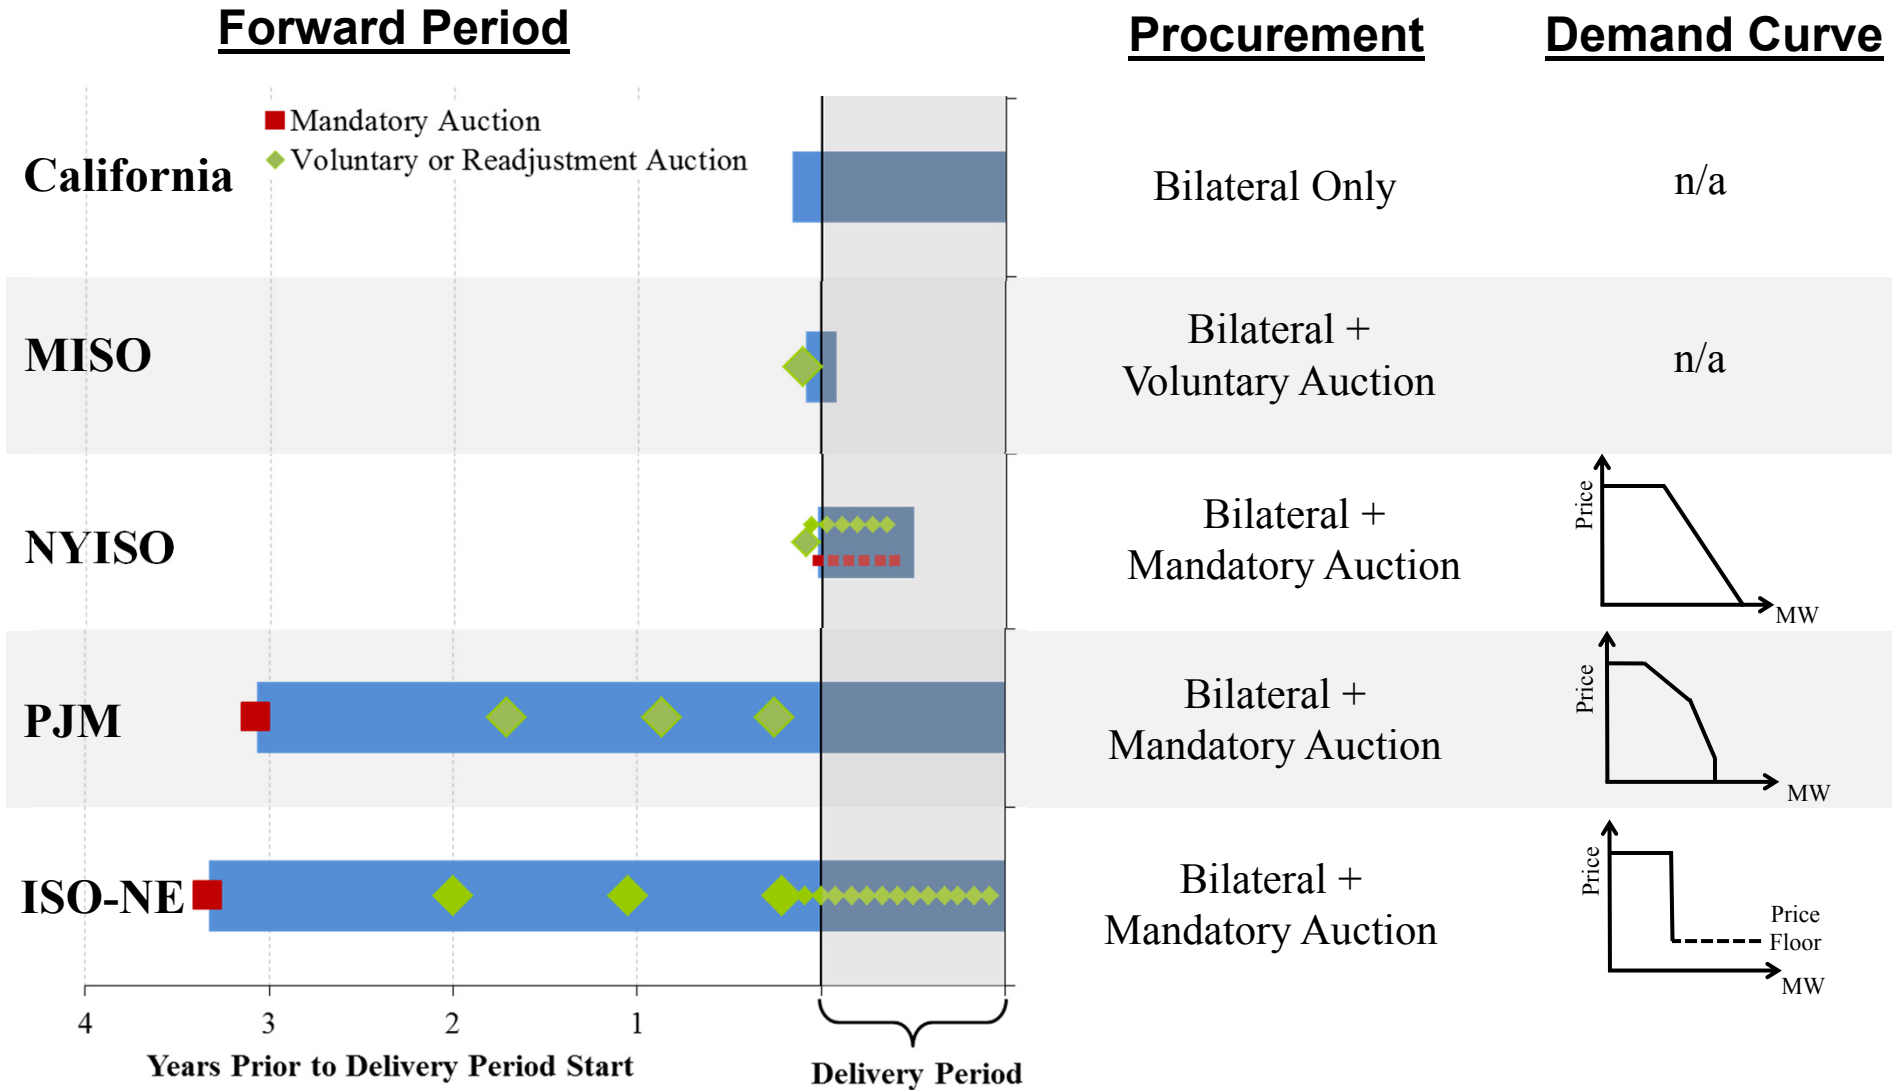 Forward Period
Procurement
Demand Curve
Mandatory Auction
Voluntary or Readjustment Auction
California
Bilateral Only
n/a
MISO
Bilateral +
Voluntary Auction
n/a
NYISO
Bilateral +
Mandatory Auction
Price
MW
PJM
Bilateral +
Mandatory Auction
Price
MW
ISO-NE
Bilateral +
Mandatory Auction
Price
Price
Floor
MW
4 3 2 1
Years Prior to Delivery Period Start
Delivery Period